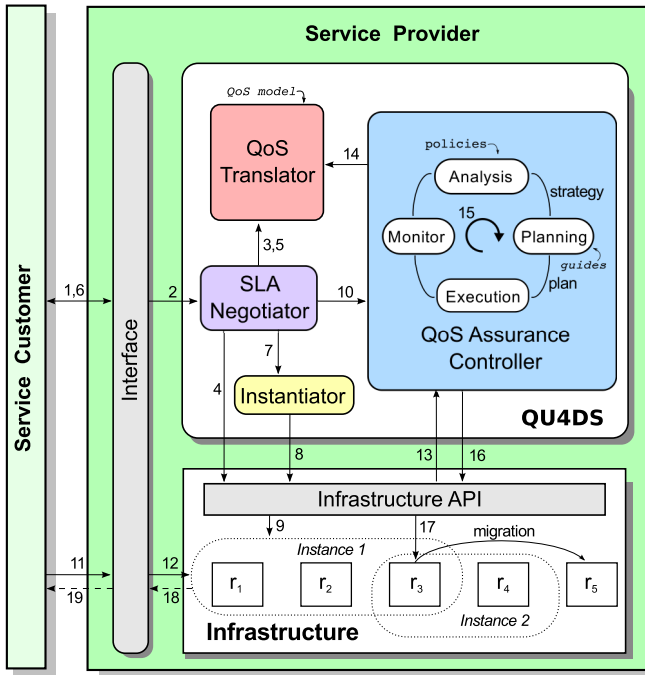 Service Provider
QoS model
QoS
Translator
14
policies
Analysis
strategy
15
Monitor
Planning
guides
plan
Execution
QoS Assurance
Controller
3,5
SLA
Negotiator
1,6
2
10
7
4
Instantiator
QU4DS
8
13
16
Service Customer
Interface
Infrastructure API
9
17
migration
Instance 1
11
12
r1
r2
r3
r4
r5
19
18
Instance 2
Infrastructure